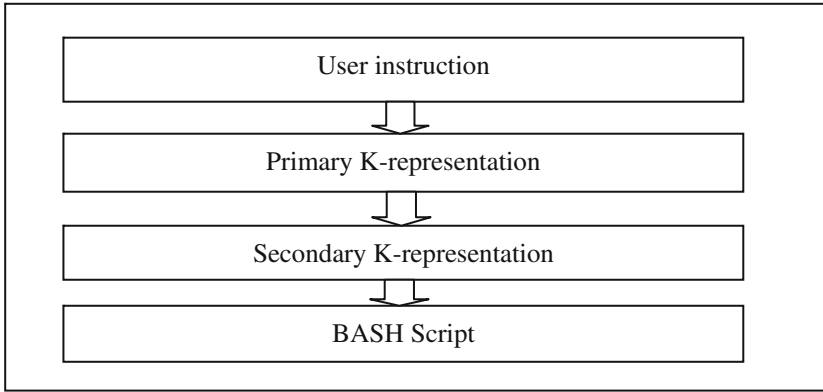 User instruction
Primary K-representation
Secondary K-representation
BASH Script